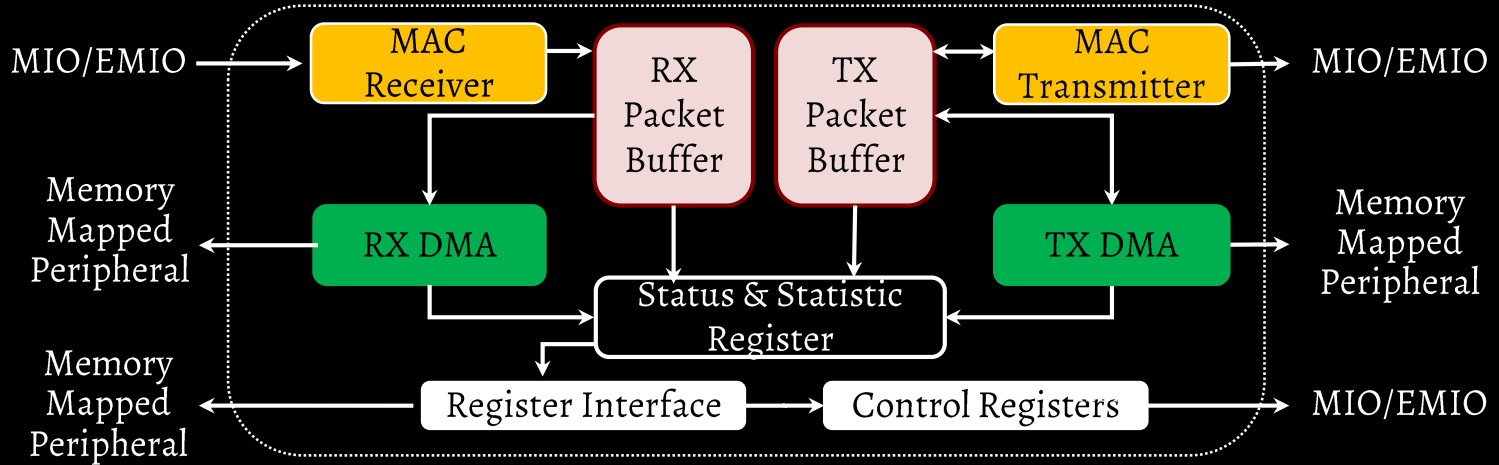 MIO/EMIO
MAC
Receiver
RX
Packet
Buffer
TX
Packet
Buffer
MAC
Transmitter
MIO/EMIO
Memory
Mapped
Peripheral
RX DMA
TX DMA
Memory
Mapped
Peripheral
Status & Statistic
Register
Memory
Mapped
Peripheral
Register Interface
Control Registers
MIO/EMIO